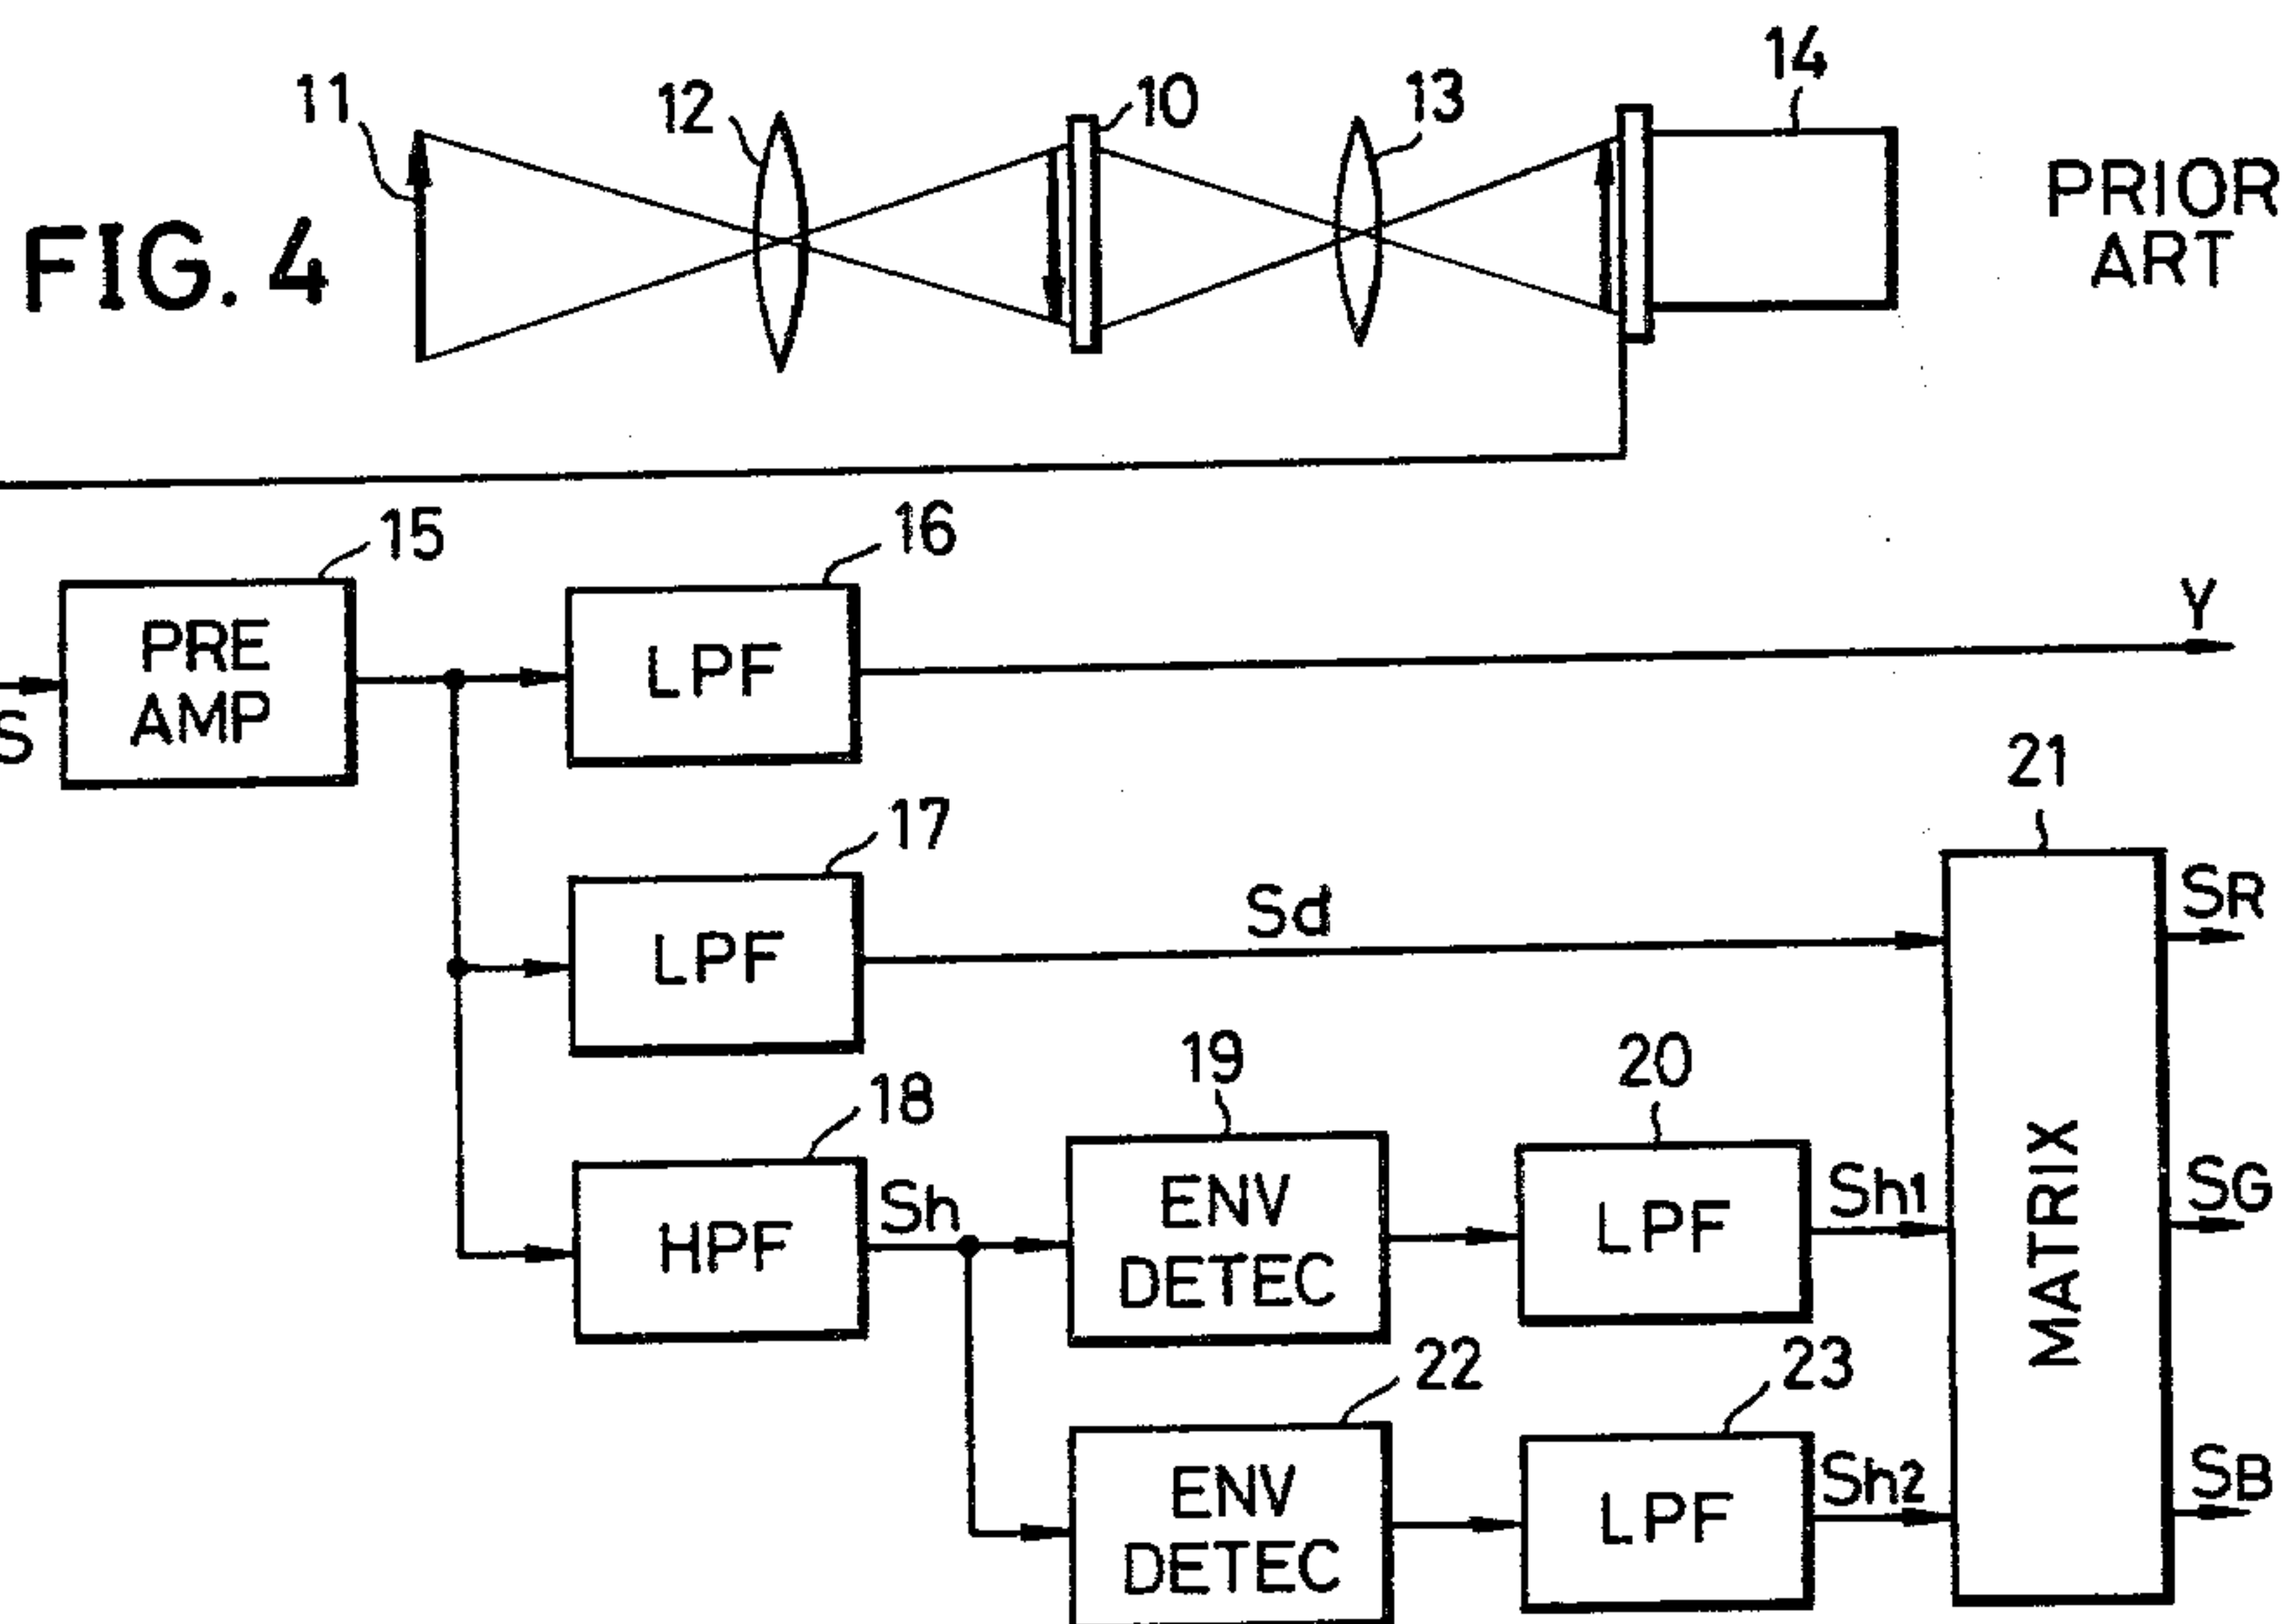 11
12
10
13
14
FIG. 4
PRIOR
ART
15
16
PRE
AMP
LPF
Y
S
17
21
LPF
Sd
SR
18
19
20
HPF
Sh
ENV
DETEC
LPF
Sh1
MATRIX
SG
22
23
ENV
DETEC
LPF
Sh2
SB